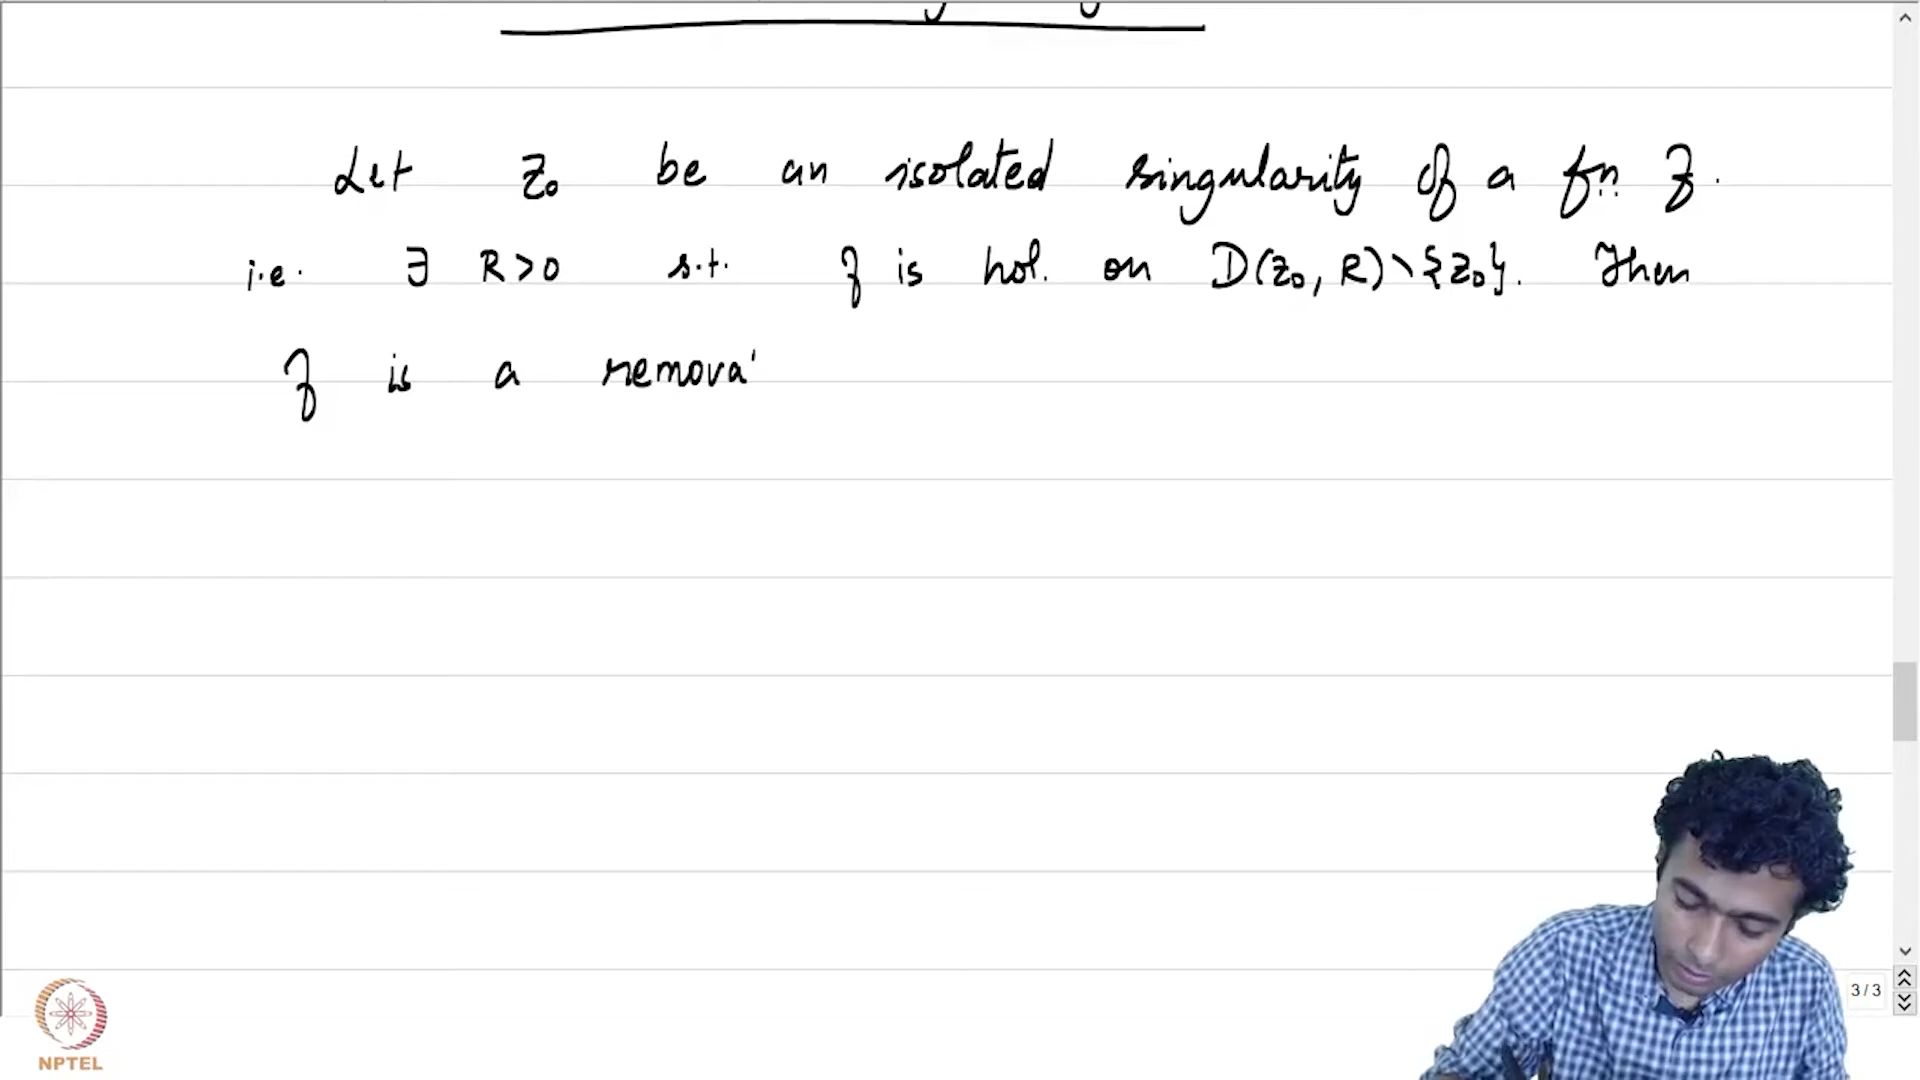 Let z₀ be an isolated singularity of a fn. f.
i.e. ∃ R>0 s.t. f is hol. on D(z₀, R)∖{z₀}. Then
f is a remova
3 / 3
NPTEL